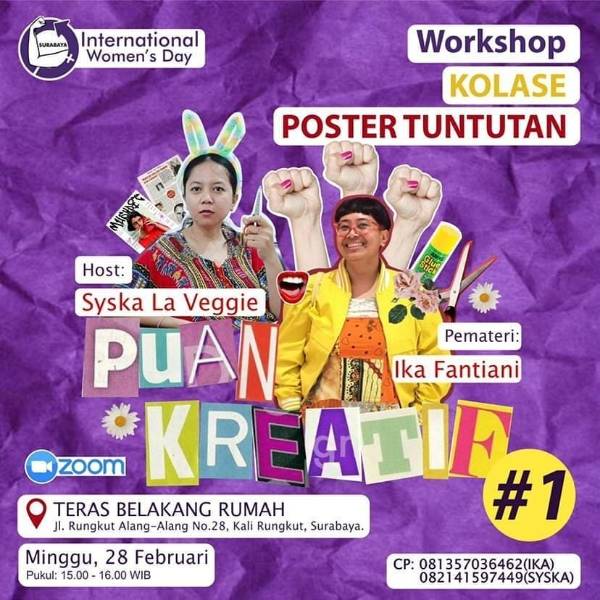 SURABAYA
International
Women's Day
Workshop
KOLASE
POSTER TUNTUTAN
Host:
Syska La Veggie
Glue
Stick
Pemateri:
Ika Fantiani
PUAN
KREATIF
#1
zoom
TERAS BELAKANG RUMAH
Jl. Rungkut Alang-Alang No.28, Kali Rungkut, Surabaya.
Minggu, 28 Februari
Pukul: 15.00 - 16.00 WIB
CP: 081357036462(IKA)
082141597449(SYSKA)